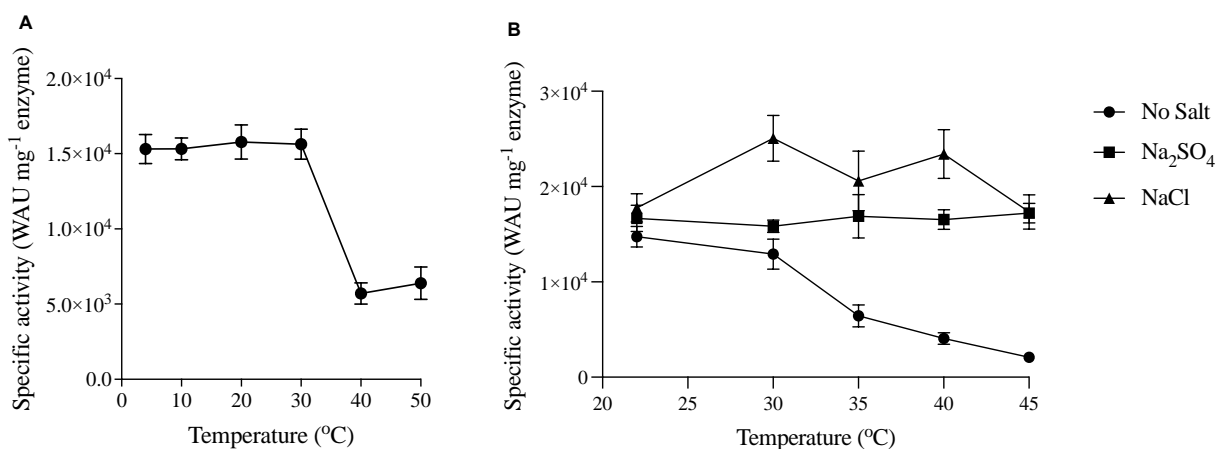 A
Specific activity (WAU mg⁻¹ enzyme)
2.0×10⁴
1.5×10⁴
1.0×10⁴
5.0×10³
0.0
0 10 20 30 40 50
Temperature (°C)
B
Specific activity (WAU mg⁻¹ enzyme)
3×10⁴
2×10⁴
1×10⁴
0
20 25 30 35 40 45
Temperature (°C)
No Salt
Na₂SO₄
NaCl